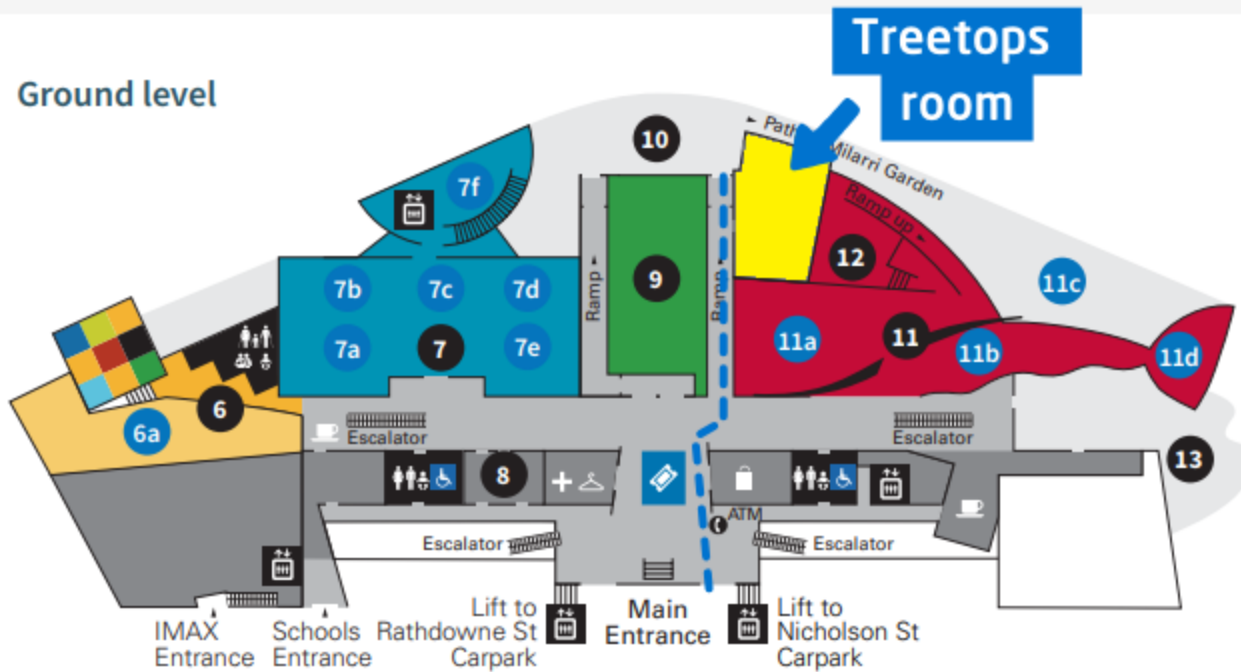 Treetops
room
Ground level
10
Path
Milarri Garden
7f
Ramp up
12
7b
7c
7d
Ramp
9
Ramp
11c
7a
7
7e
11a
11
11b
11d
6
6a
Escalator
Escalator
8
13
ATM
Escalator
Escalator
IMAX
Entrance
Schools
Entrance
Lift to
Rathdowne St
Carpark
Main
Entrance
Lift to
Nicholson St
Carpark